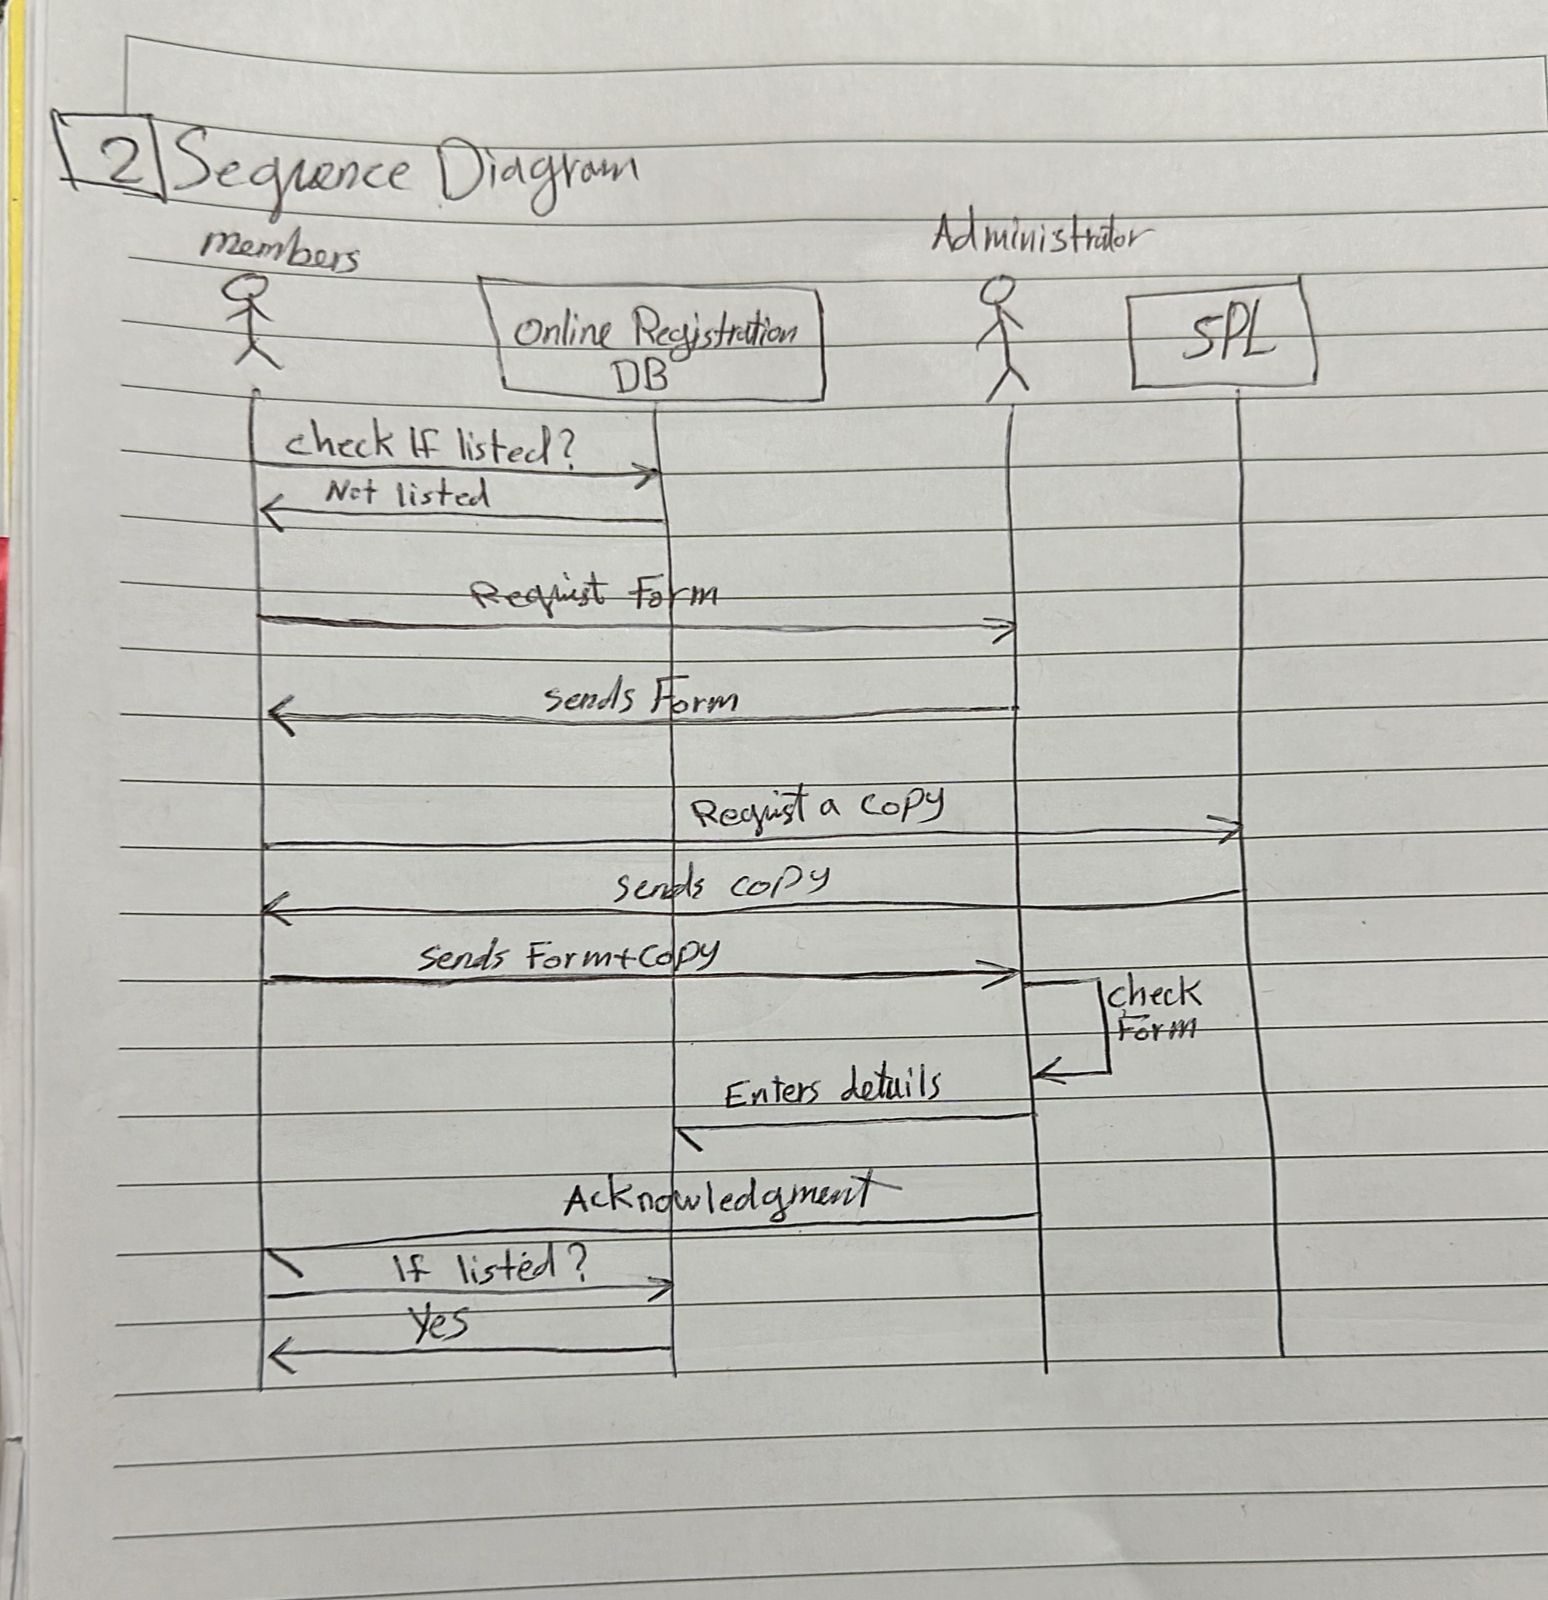 2 Sequence Diagram
members
Administrator
Online Registration
DB
SPL
check If listed?
Not listed
Requist Form
sends Form
Requist a copy
sends copy
sends Form+Copy
check
Form
Enters details
Acknowledgment
If listed?
Yes